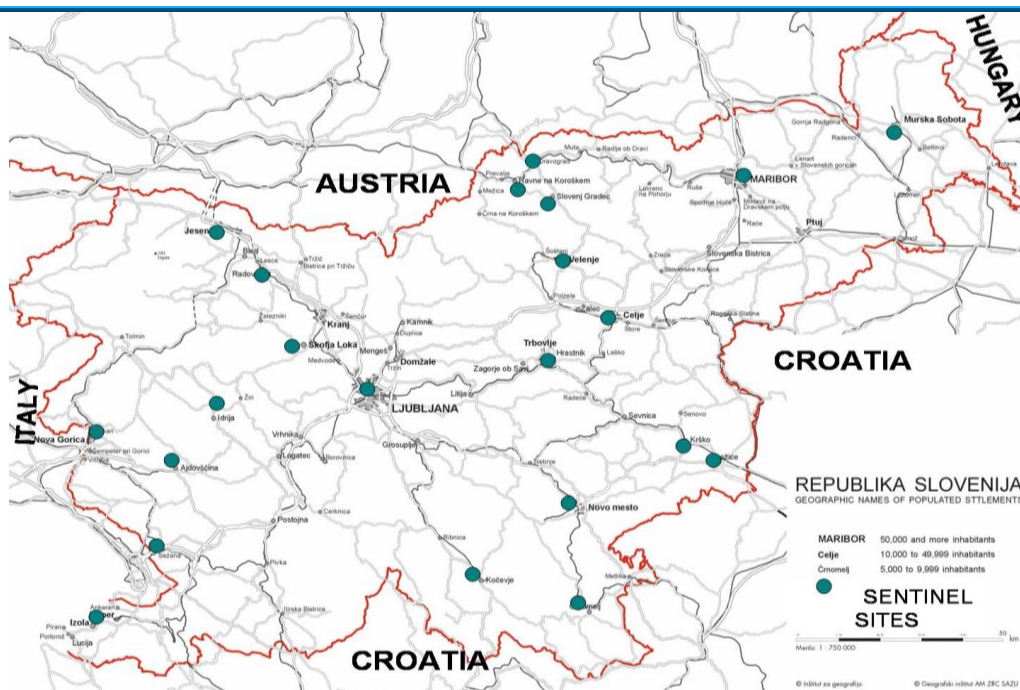 HUNGARY
Murska Sobota
Gornja Radgona
Radenci
Beltinci
Lendava
Ljutomer
Muta
Radlje ob Dravi
Lenart
v Slovenskih goricah
Prevalje
Ravne na Koroškem
Mežica
AUSTRIA
Slovenj Gradec
Lovrenc
na Pohorju
Ruše
MARIBOR
Spodnje Hoče
Miklavž na
Dravskem polju
Črna na Koroškem
Rače
Ptuj
Ormož
Bled
Lesce
Tržič
Bistrica pri Tržiču
Šoštanj
Velenje
Zreče
Slovenska Bistrica
Slovenske Konjice
Železniki
Šenčur
Kranj
Kamnik
Duplica
Polzela
Žalec
Celje
Štore
Šentjur
Rogaška Slatina
Tolmin
Škofja Loka
Medvode
Mengeš
Domžale
Trzin
Trbovlje
Hrastnik
Zagorje ob Savi
Laško
CROATIA
ITALY
Žiri
Idrija
LJUBLJANA
Litija
Radeče
Sevnica
Senovo
Nova Gorica
Šempeter pri Gorici
Vrtojba
Vrhnika
Logatec
Borovnica
Grosuplje
Krško
Ajdovščina
Trebnje
Novo mesto
Postojna
Cerknica
Ribnica
Sežana
Pivka
Kočevje
Metlika
Ilirska Bistrica
Ankaran
Izola
Piran
Portorož
Lucija
CROATIA
REPUBLIKA SLOVENIJA
GEOGRAPHIC NAMES OF POPULATED STTLEMENTS
MARIBOR 50,000 and more inhabitants
Celje 10,000 to 49,999 inhabitants
Črnomelj 5,000 to 9,999 inhabitants
SENTINEL
SITES
30 km
Merilo: 1 : 750 000
© Inštitut za geografijo © Geografski inštitut AM ZRC SAZU